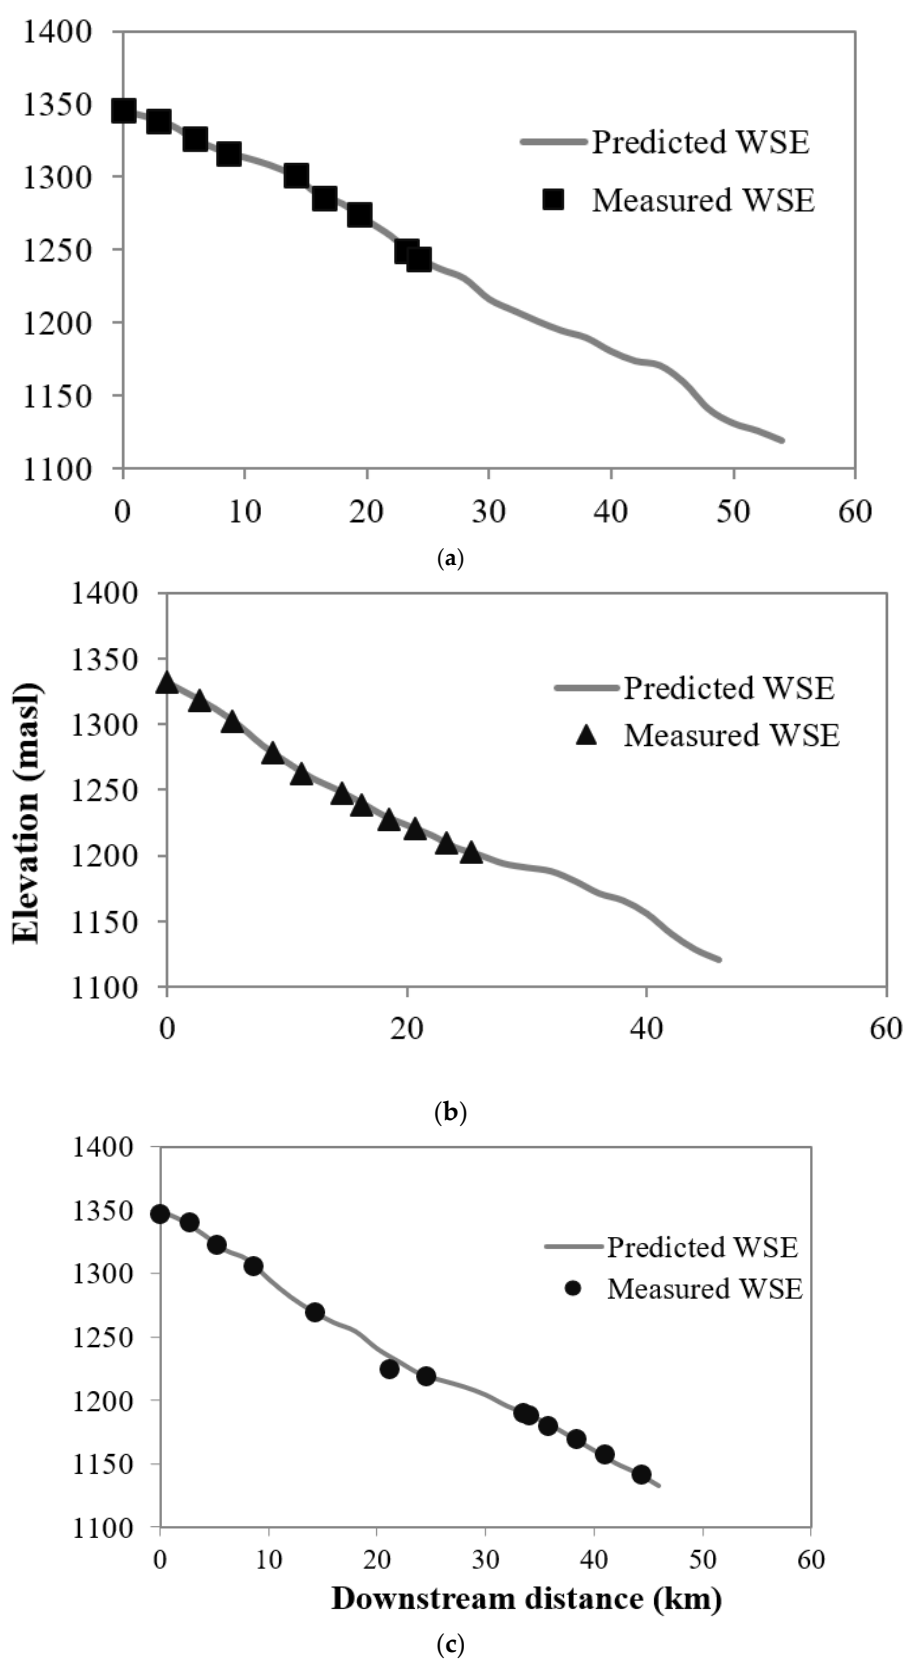 1400
1350
1300
1250
1200
1150
1100
Predicted WSE
Measured WSE
0 10 20 30 40 50 60
(a)
Elevation (masl)
1400
1350
1300
1250
1200
1150
1100
Predicted WSE
Measured WSE
0 20 40 60
(b)
1400
1350
1300
1250
1200
1150
1100
Predicted WSE
Measured WSE
0 10 20 30 40 50 60
Downstream distance (km)
(c)